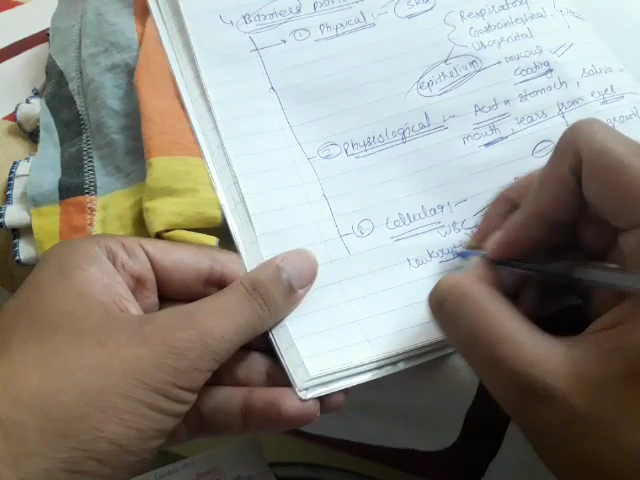 ↳ Barriers
① Physical :- Skin
Respiratory
Gastrointestinal
Urogenital
epithelium → mucous
coating
② Physiological :- Acid in stomach, saliva
mouth, tears from eyes
③ Cellular :-
WBC